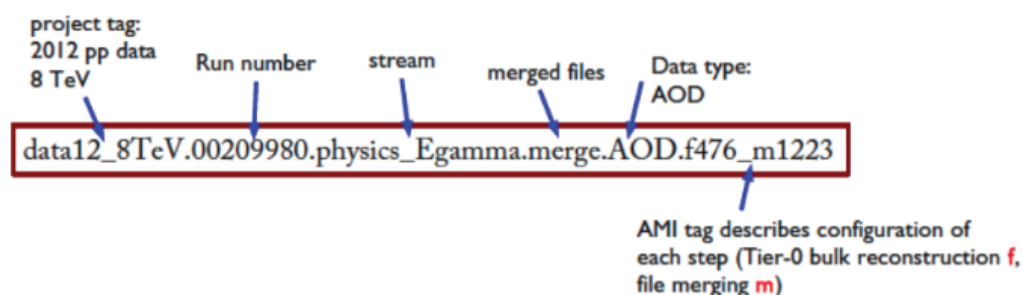 project tag:
2012 pp data
8 TeV
Run number
stream
merged files
Data type:
AOD
data12_8TeV.00209980.physics_Egamma.merge.AOD.f476_m1223
AMI tag describes configuration of
each step (Tier-0 bulk reconstruction f,
file merging m)